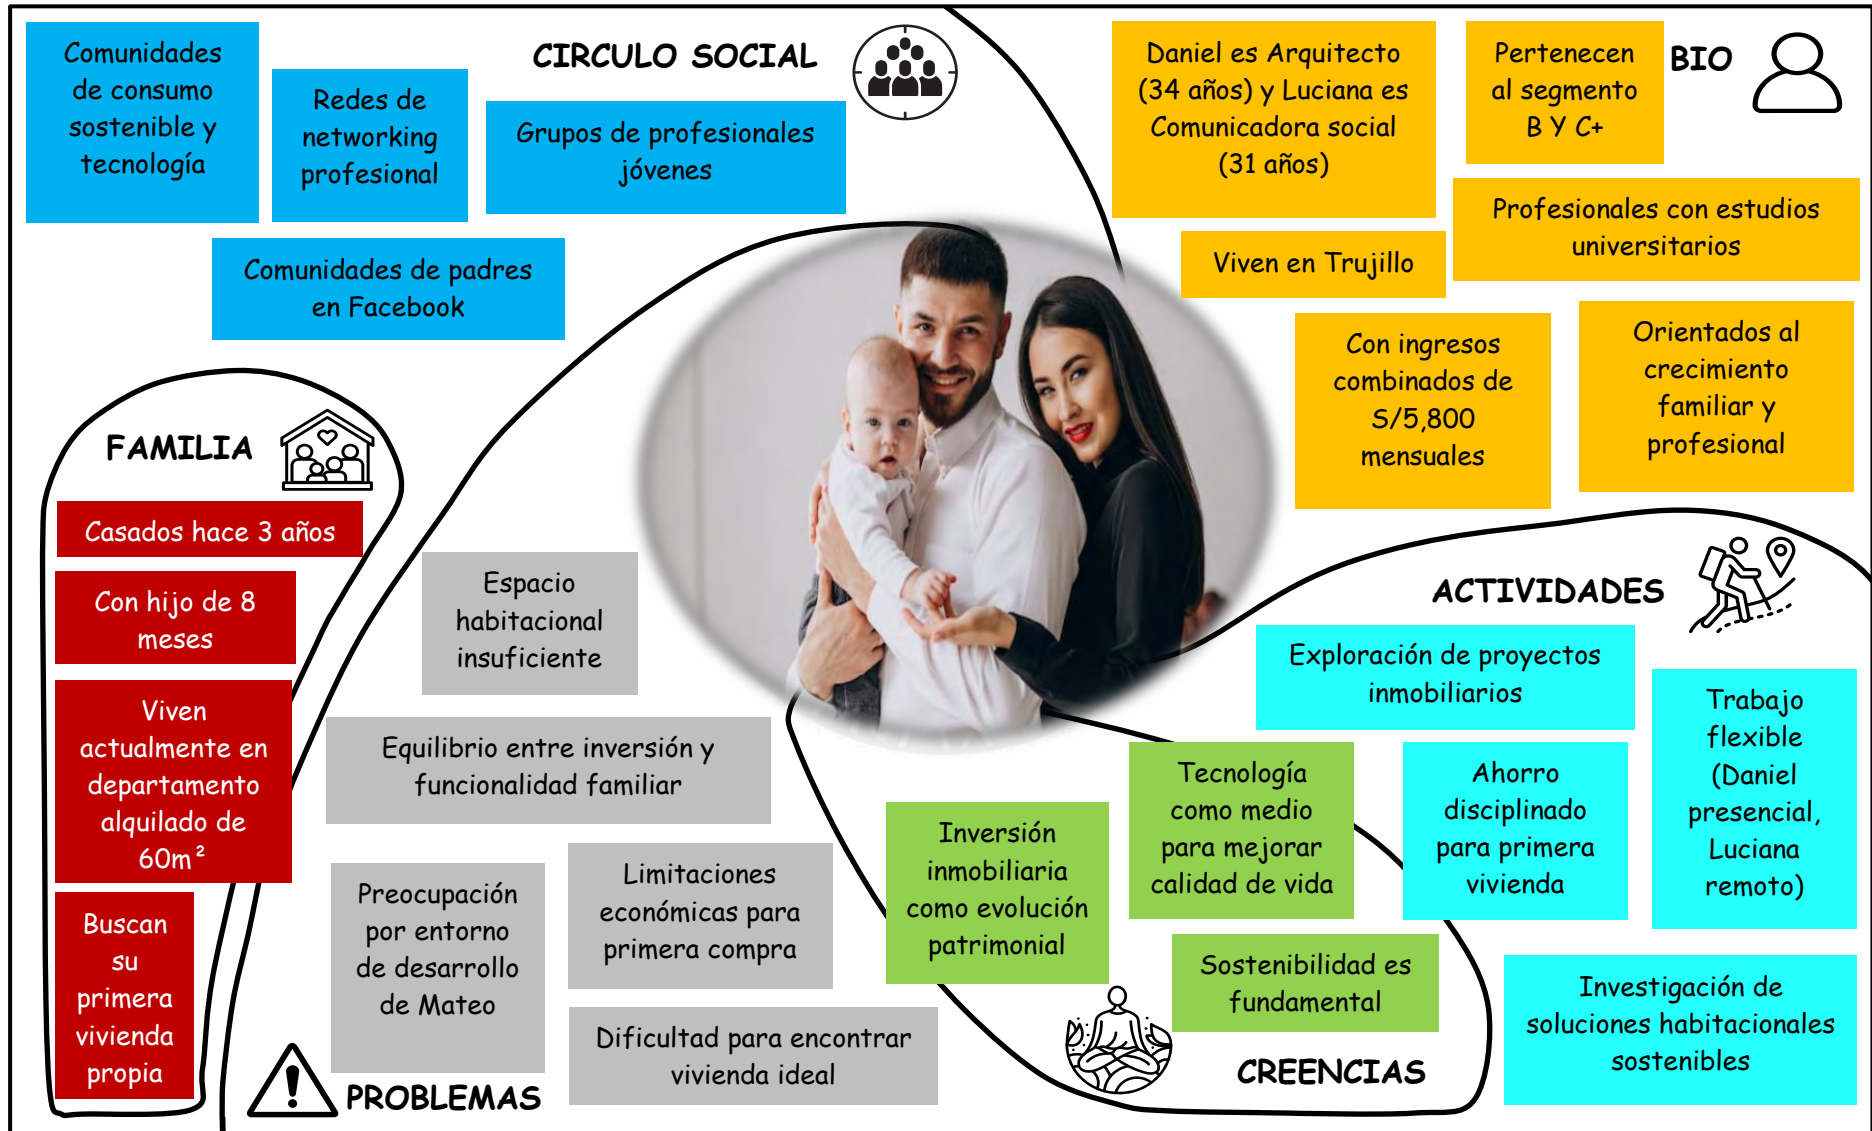 CIRCULO SOCIAL
Comunidades
de consumo
sostenible y
tecnología
Redes de
networking
profesional
Grupos de profesionales
jóvenes
Comunidades de padres
en Facebook
BIO
Daniel es Arquitecto
(34 años) y Luciana es
Comunicadora social
(31 años)
Pertenecen
al segmento
B Y C+
Profesionales con estudios
universitarios
Viven en Trujillo
Con ingresos
combinados de
S/5,800
mensuales
Orientados al
crecimiento
familiar y
profesional
FAMILIA
Casados hace 3 años
Con hijo de 8
meses
Viven
actualmente en
departamento
alquilado de
60m²
Buscan
su
primera
vivienda
propia
Espacio
habitacional
insuficiente
Equilibrio entre inversión y
funcionalidad familiar
Preocupación
por entorno
de desarrollo
de Mateo
Limitaciones
económicas para
primera compra
Dificultad para encontrar
vivienda ideal
PROBLEMAS
Inversión
inmobiliaria
como evolución
patrimonial
Tecnología
como medio
para mejorar
calidad de vida
Sostenibilidad es
fundamental
CREENCIAS
ACTIVIDADES
Exploración de proyectos
inmobiliarios
Ahorro
disciplinado
para primera
vivienda
Trabajo
flexible
(Daniel
presencial,
Luciana
remoto)
Investigación de
soluciones habitacionales
sostenibles